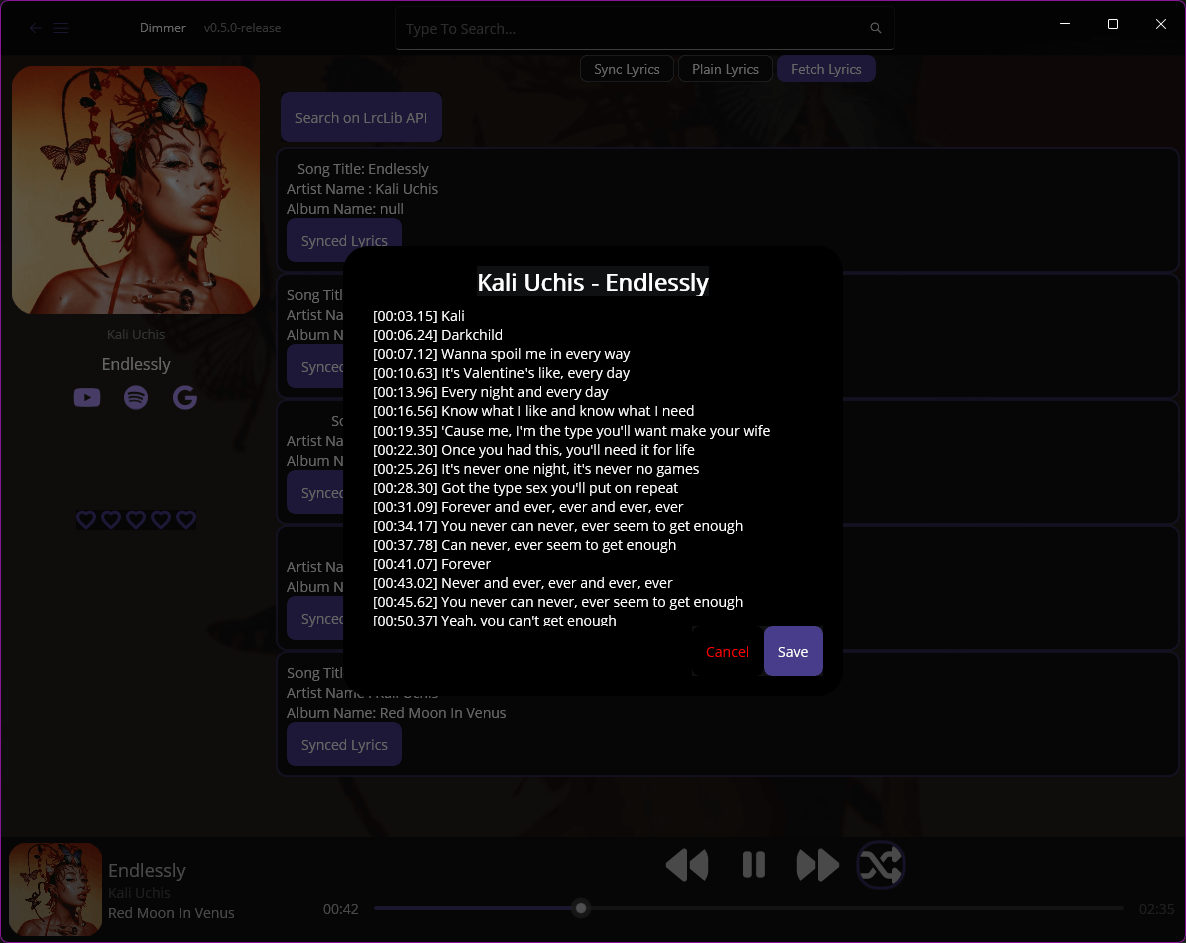 Dimmer v0.5.0-release
Type To Search...
Sync Lyrics Plain Lyrics Fetch Lyrics
Search on LrcLib API
Song Title: Endlessly
Artist Name : Kali Uchis
Album Name: null
Synced Lyrics
Kali Uchis
Endlessly
Kali Uchis - Endlessly
[00:03.15] Kali
[00:06.24] Darkchild
[00:07.12] Wanna spoil me in every way
[00:10.63] It's Valentine's like, every day
[00:13.96] Every night and every day
[00:16.56] Know what I like and know what I need
[00:19.35] 'Cause me, I'm the type you'll want make your wife
[00:22.30] Once you had this, you'll need it for life
[00:25.26] It's never one night, it's never no games
[00:28.30] Got the type sex you'll put on repeat
[00:31.09] Forever and ever, ever and ever, ever
[00:34.17] You never can never, ever seem to get enough
[00:37.78] Can never, ever seem to get enough
[00:41.07] Forever
[00:43.02] Never and ever, ever and ever, ever
[00:45.62] You never can never, ever seem to get enough
[00:50.37] Yeah, you can't get enough
Cancel Save
Song
Artist
Album
Synced
Artist
Album
Synced
Artist
Album
Synced
Song
Artist Name : Kali Uchis
Album Name: Red Moon In Venus
Synced Lyrics
Endlessly
Kali Uchis
Red Moon In Venus
00:42
02:35